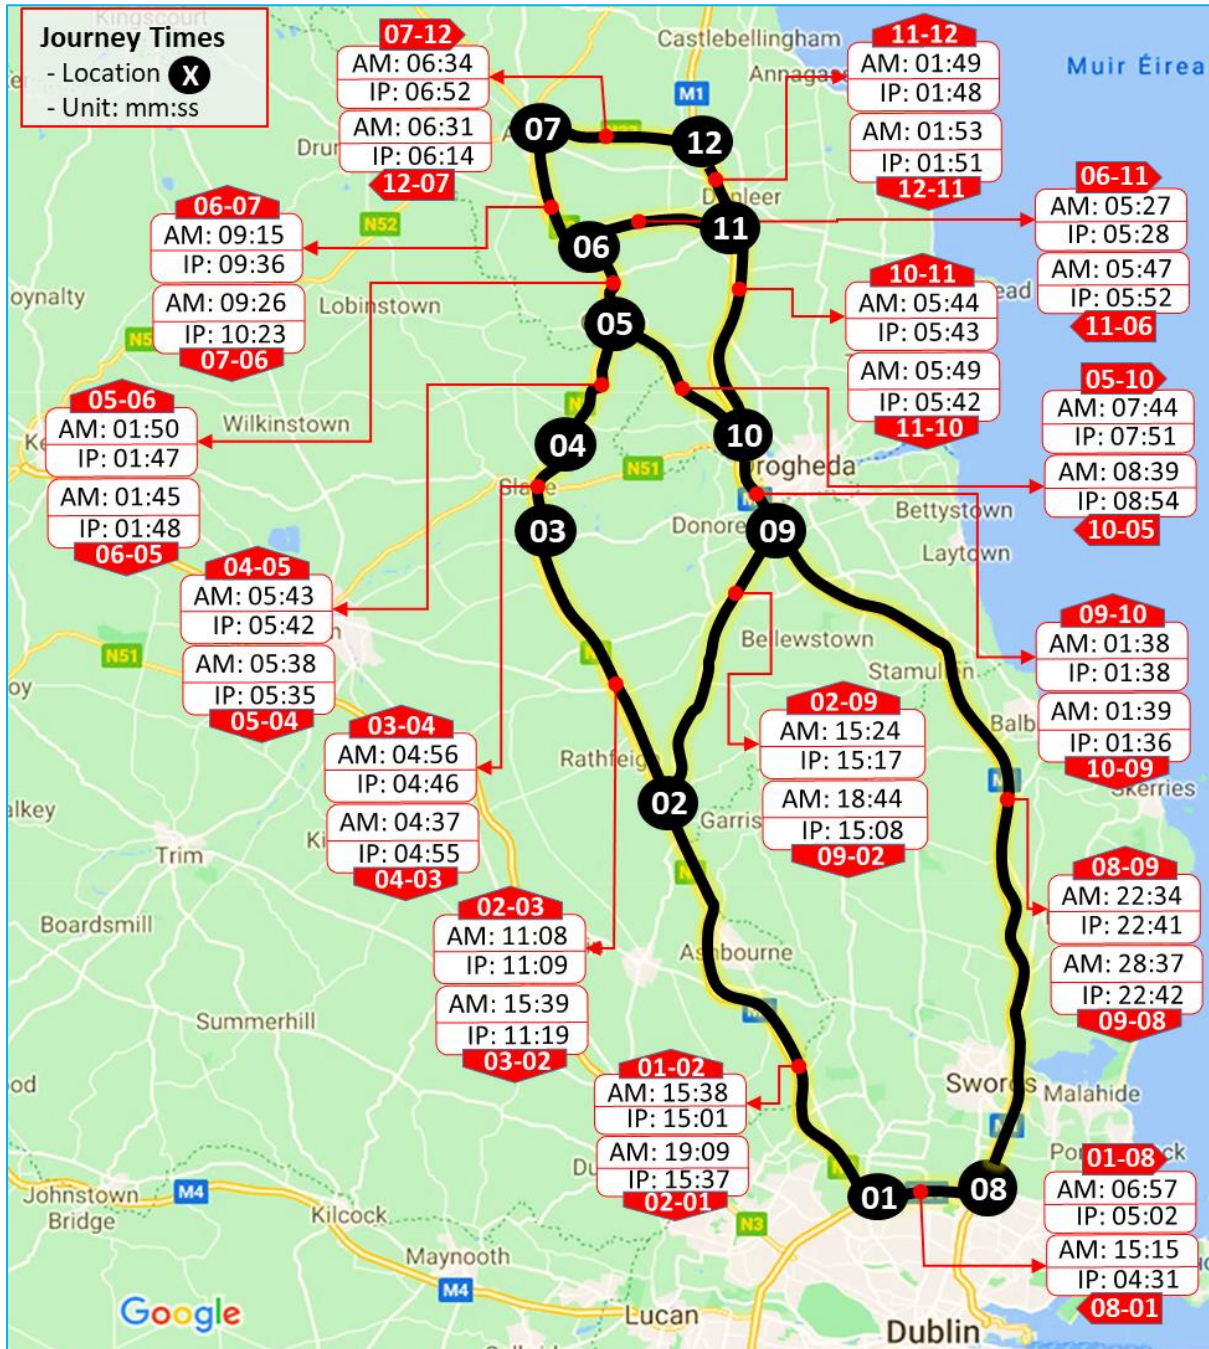 Kingscourt
Journey Times
- Location X
- Unit: mm:ss
07-12
AM: 06:34
IP: 06:52
AM: 06:31
IP: 06:14
12-07
Castlebellingham
M1
11-12
AM: 01:49
IP: 01:48
AM: 01:53
IP: 01:51
12-11
Muir Éirea
07
12
06-11
AM: 05:27
IP: 05:28
AM: 05:47
IP: 05:52
11-06
06-07
AM: 09:15
IP: 09:36
AM: 09:26
IP: 10:23
07-06
N52
06
11
oynalty
Lobinstown
05
10-11
AM: 05:44
IP: 05:43
AM: 05:49
IP: 05:42
11-10
ead
05-10
AM: 07:44
IP: 07:51
AM: 08:39
IP: 08:54
10-05
05-06
AM: 01:50
IP: 01:47
AM: 01:45
IP: 01:48
06-05
Wilkinstown
04
10
Drogheda
N51
03
Donore
09
Bettystown
Laytown
04-05
AM: 05:43
IP: 05:42
AM: 05:38
IP: 05:35
05-04
N51
Bellewstown
Stamullen
09-10
AM: 01:38
IP: 01:38
AM: 01:39
IP: 01:36
10-09
03-04
AM: 04:56
IP: 04:46
AM: 04:37
IP: 04:55
04-03
02-09
AM: 15:24
IP: 15:17
AM: 18:44
IP: 15:08
09-02
Balb
Skerries
Rathfeigh
02
Garris
alkey
Trim
Boardsmill
02-03
AM: 11:08
IP: 11:09
AM: 15:39
IP: 11:19
03-02
Ashbourne
08-09
AM: 22:34
IP: 22:41
AM: 28:37
IP: 22:42
09-08
Summerhill
01-02
AM: 15:38
IP: 15:01
AM: 19:09
IP: 15:37
02-01
Swords
Malahide
01
08
01-08
AM: 06:57
IP: 05:02
AM: 15:15
IP: 04:31
08-01
Johnstown
Bridge
M4
Kilcock
N3
Maynooth
M4
Google
Lucan
Dublin